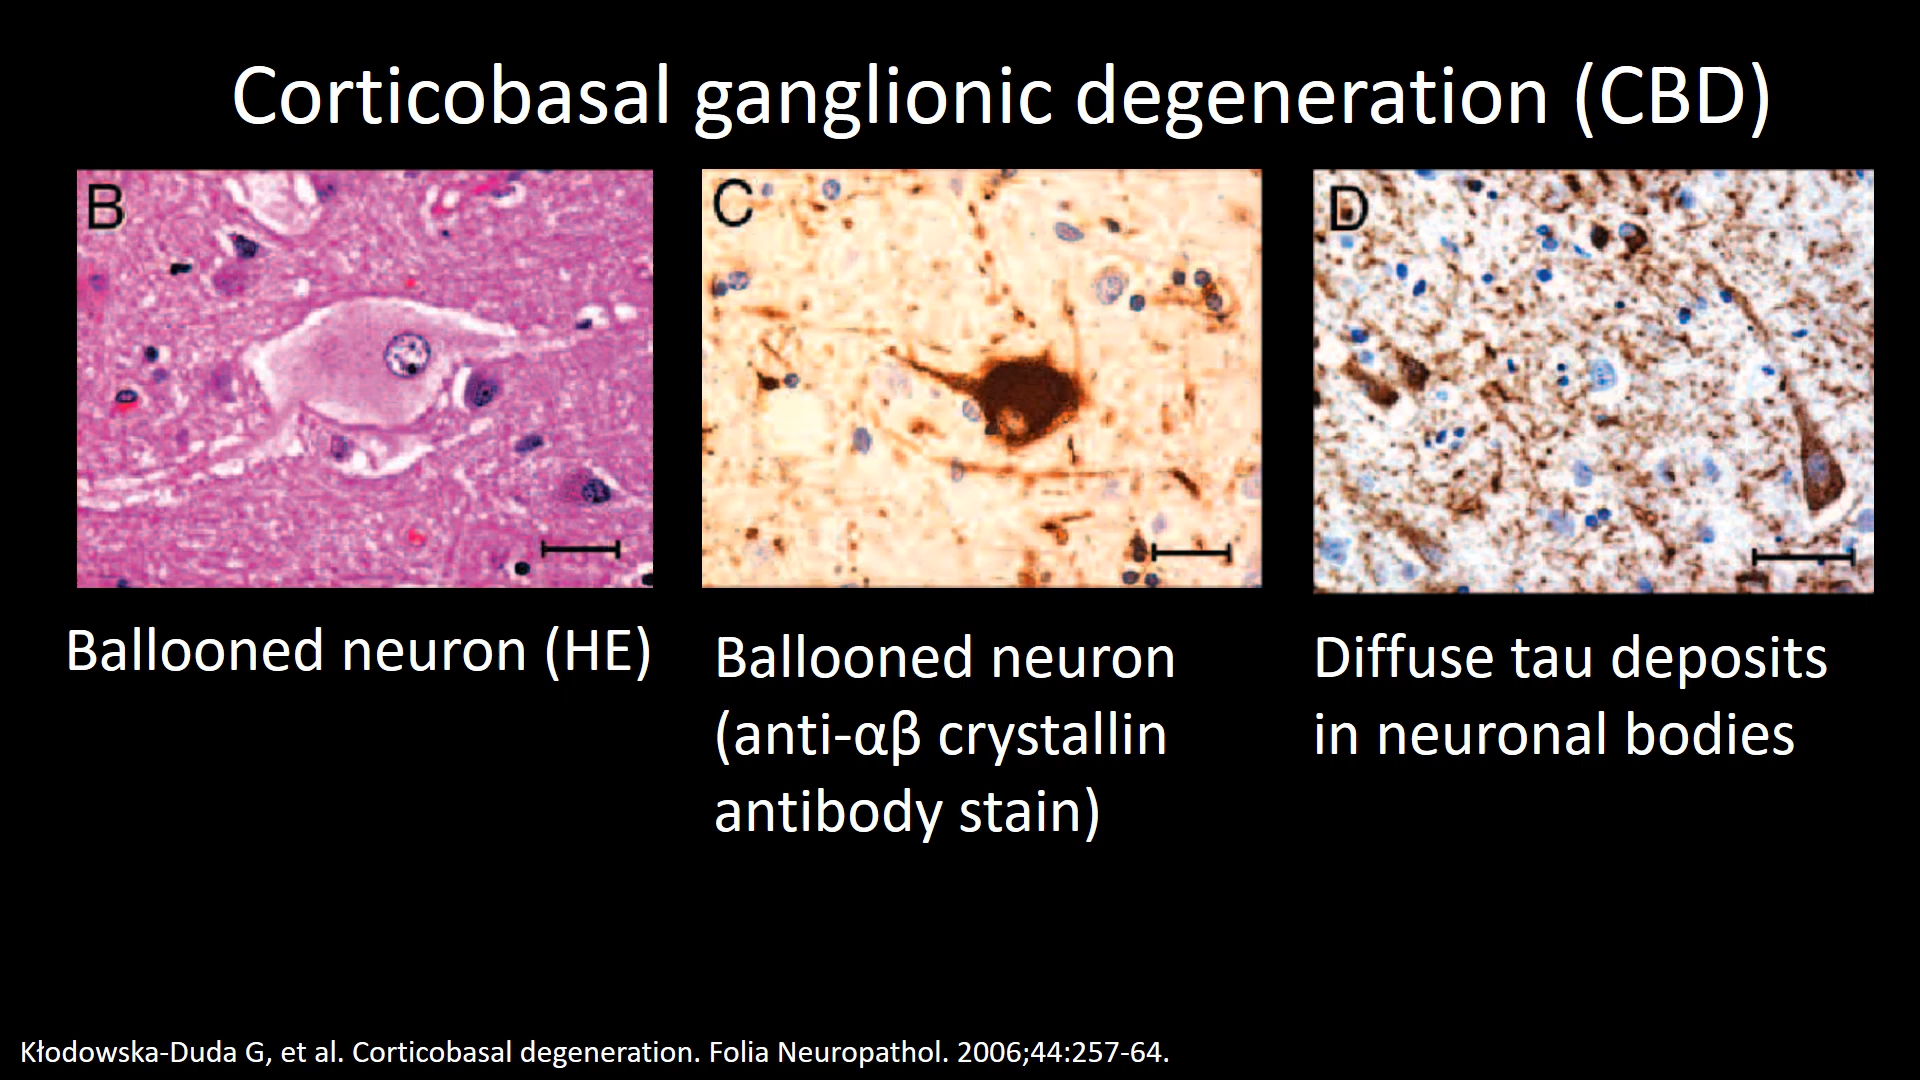 Corticobasal ganglionic degeneration (CBD)
B
C
D
Ballooned neuron (HE)
Ballooned neuron
(anti-αβ crystallin
antibody stain)
Diffuse tau deposits
in neuronal bodies
Kłodowska-Duda G, et al. Corticobasal degeneration. Folia Neuropathol. 2006;44:257-64.